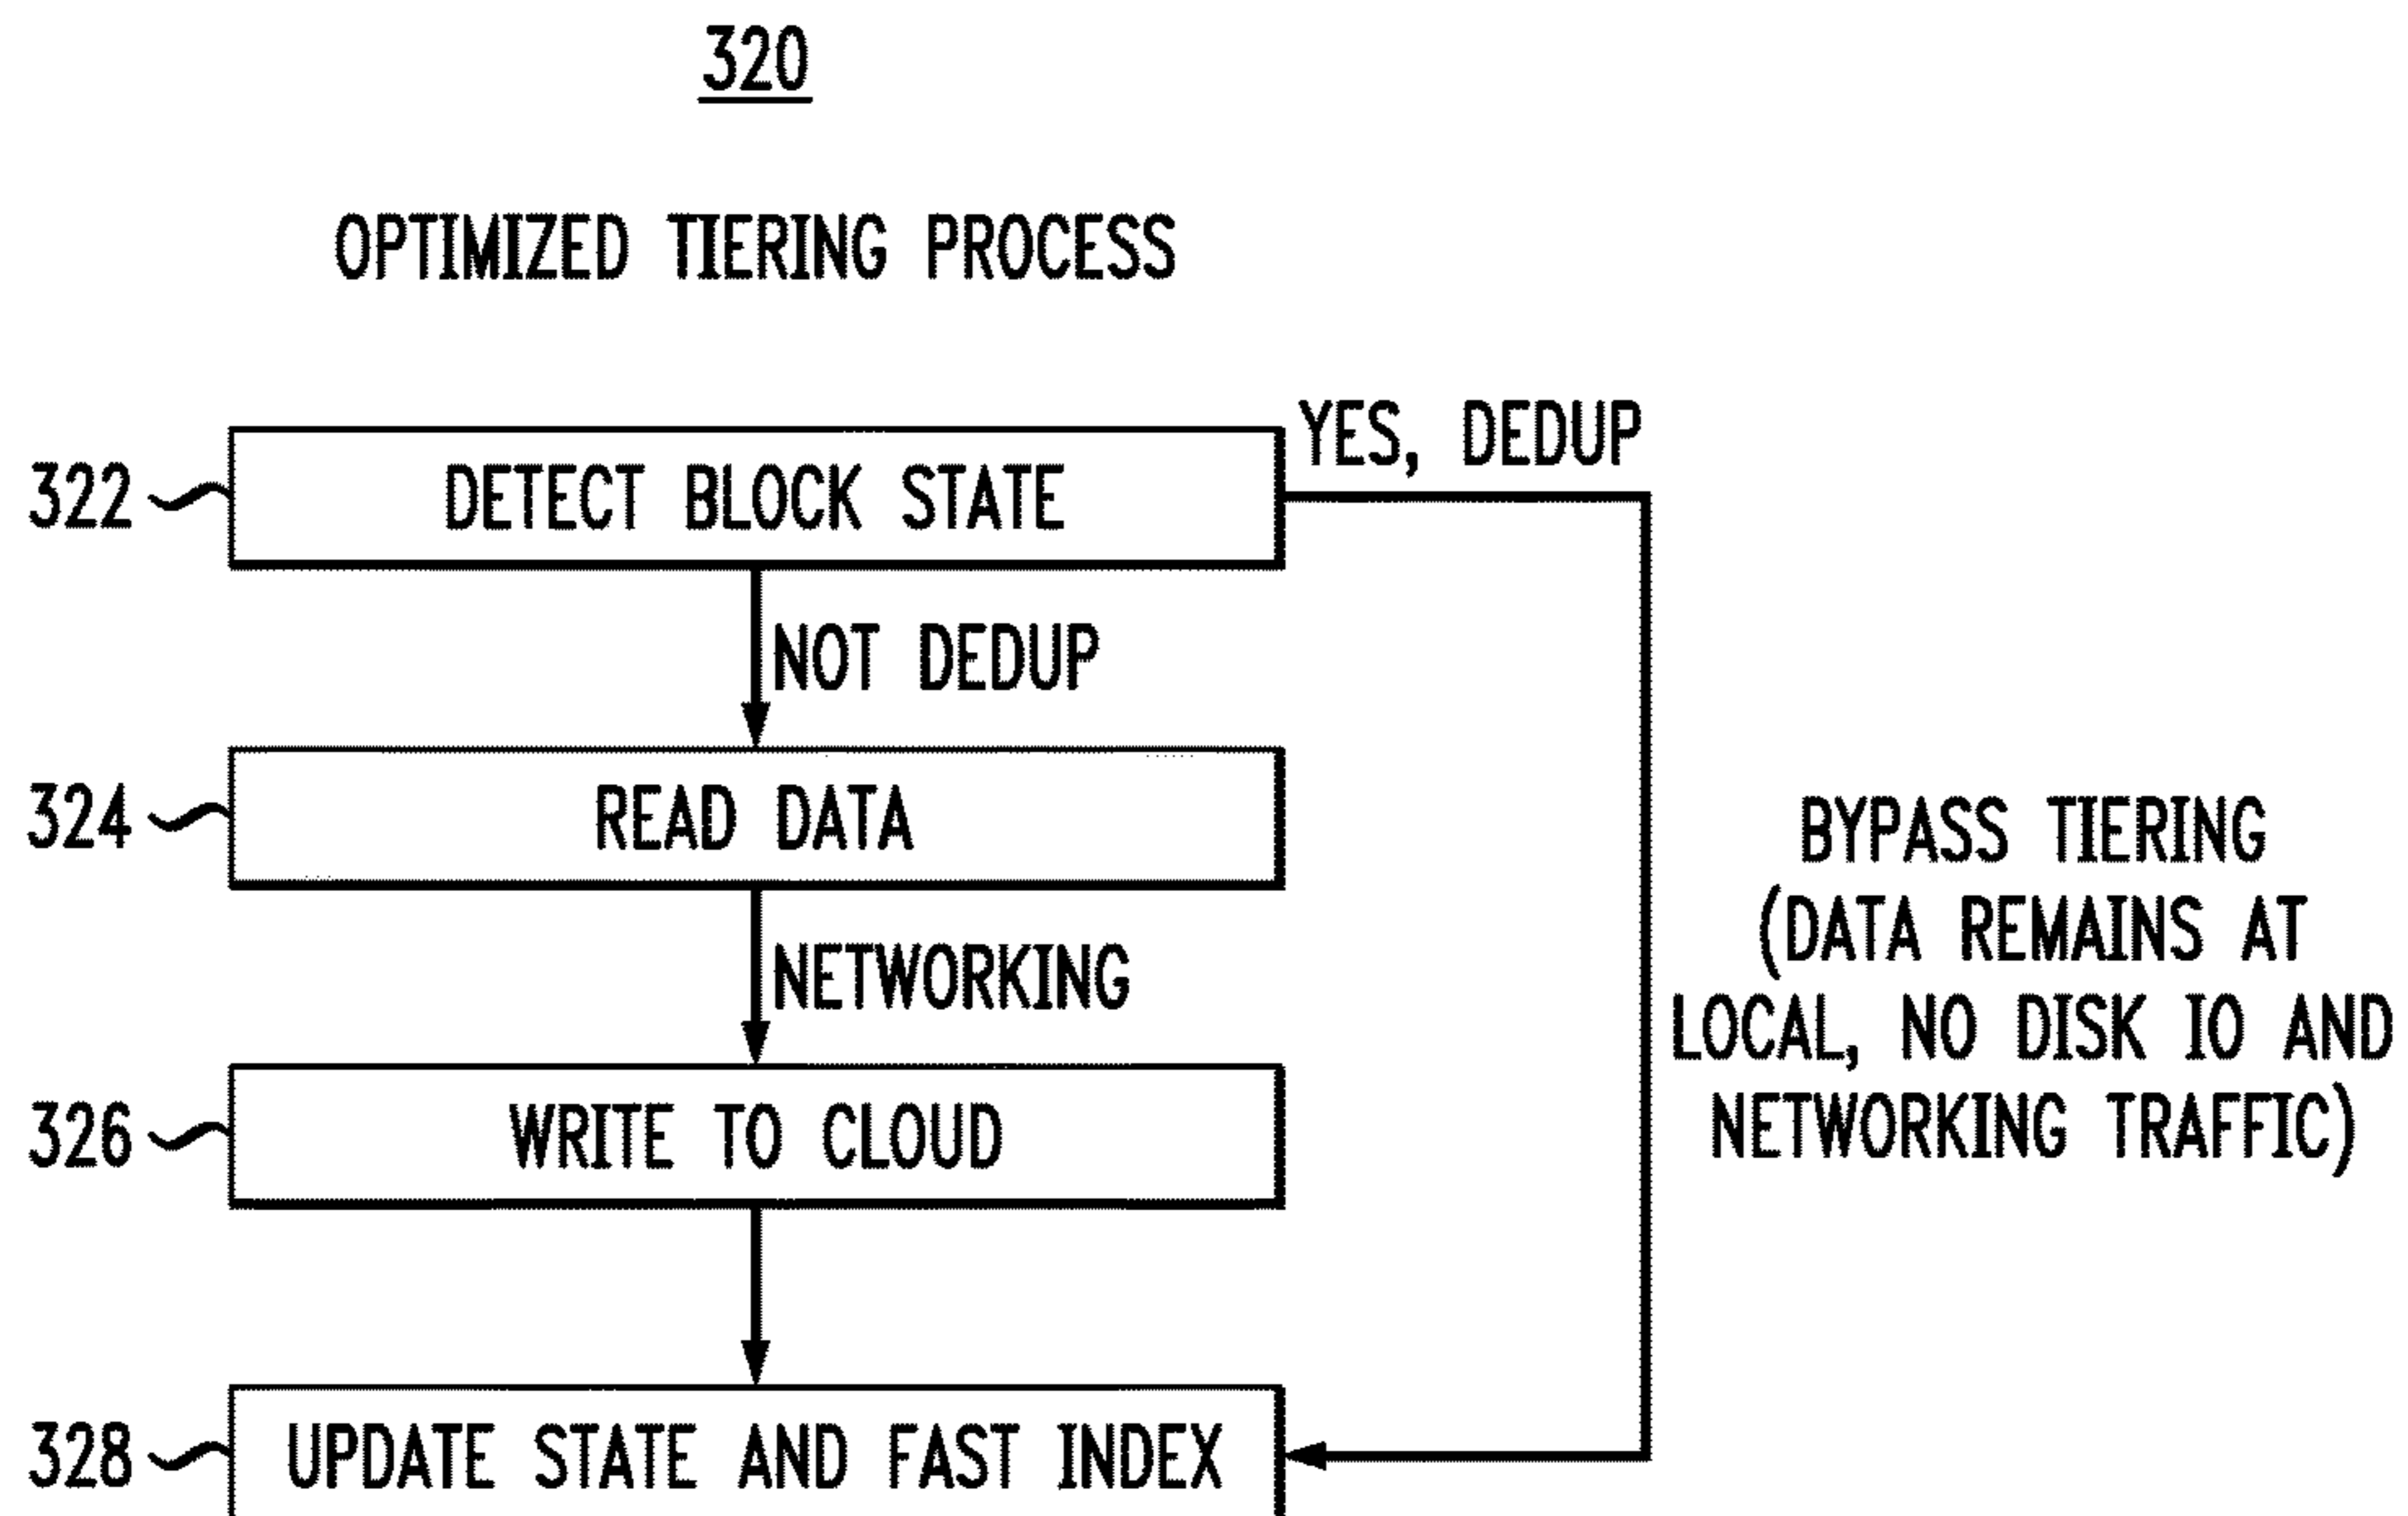 320
OPTIMIZED TIERING PROCESS
YES, DEDUP
322
DETECT BLOCK STATE
NOT DEDUP
324
READ DATA
BYPASS TIERING
(DATA REMAINS AT
LOCAL, NO DISK IO AND
NETWORKING TRAFFIC)
NETWORKING
326
WRITE TO CLOUD
328
UPDATE STATE AND FAST INDEX